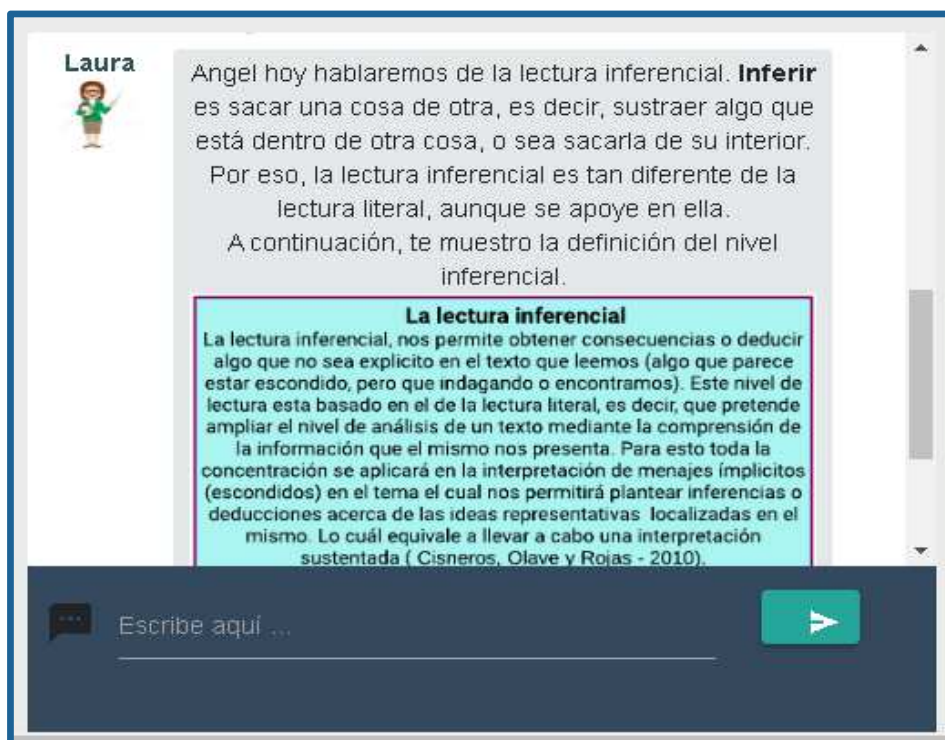 Laura
Angel hoy hablaremos de la lectura inferencial. Inferir
es sacar una cosa de otra, es decir, sustraer algo que
está dentro de otra cosa, o sea sacarla de su interior.
Por eso, la lectura inferencial es tan diferente de la
lectura literal, aunque se apoye en ella.
A continuación, te muestro la definición del nivel
inferencial.
La lectura inferencial
La lectura inferencial, nos permite obtener consecuencias o deducir
algo que no sea explicito en el texto que leemos (algo que parece
estar escondido, pero que indagando o encontramos). Este nivel de
lectura esta basado en el de la lectura literal, es decir, que pretende
ampliar el nivel de análisis de un texto mediante la comprensión de
la información que el mismo nos presenta. Para esto toda la
concentración se aplicará en la interpretación de menajes ímplicitos
(escondidos) en el tema el cual nos permitirá plantear inferencias o
deducciones acerca de las ideas representativas localizadas en el
mismo. Lo cuál equivale a llevar a cabo una interpretación
sustentada ( Cisneros, Olave y Rojas - 2010).
Escribe aquí ...